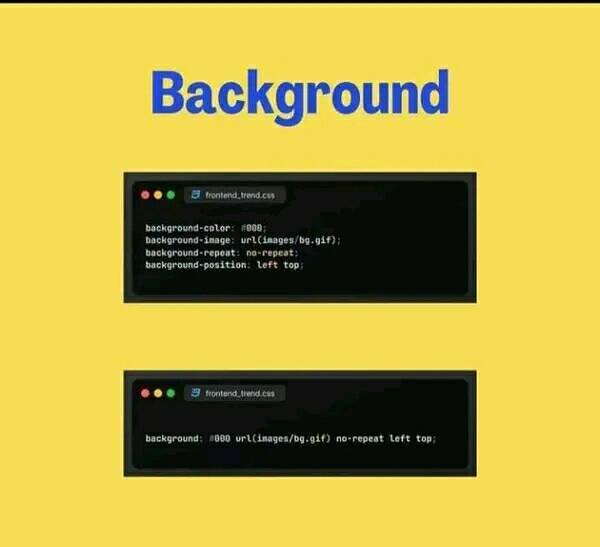 Background
frontend_trend.css
background-color: #000;
background-image: url(images/bg.gif);
background-repeat: no-repeat;
background-position: left top;
frontend_trend.css
background: #000 url(images/bg.gif) no-repeat left top;